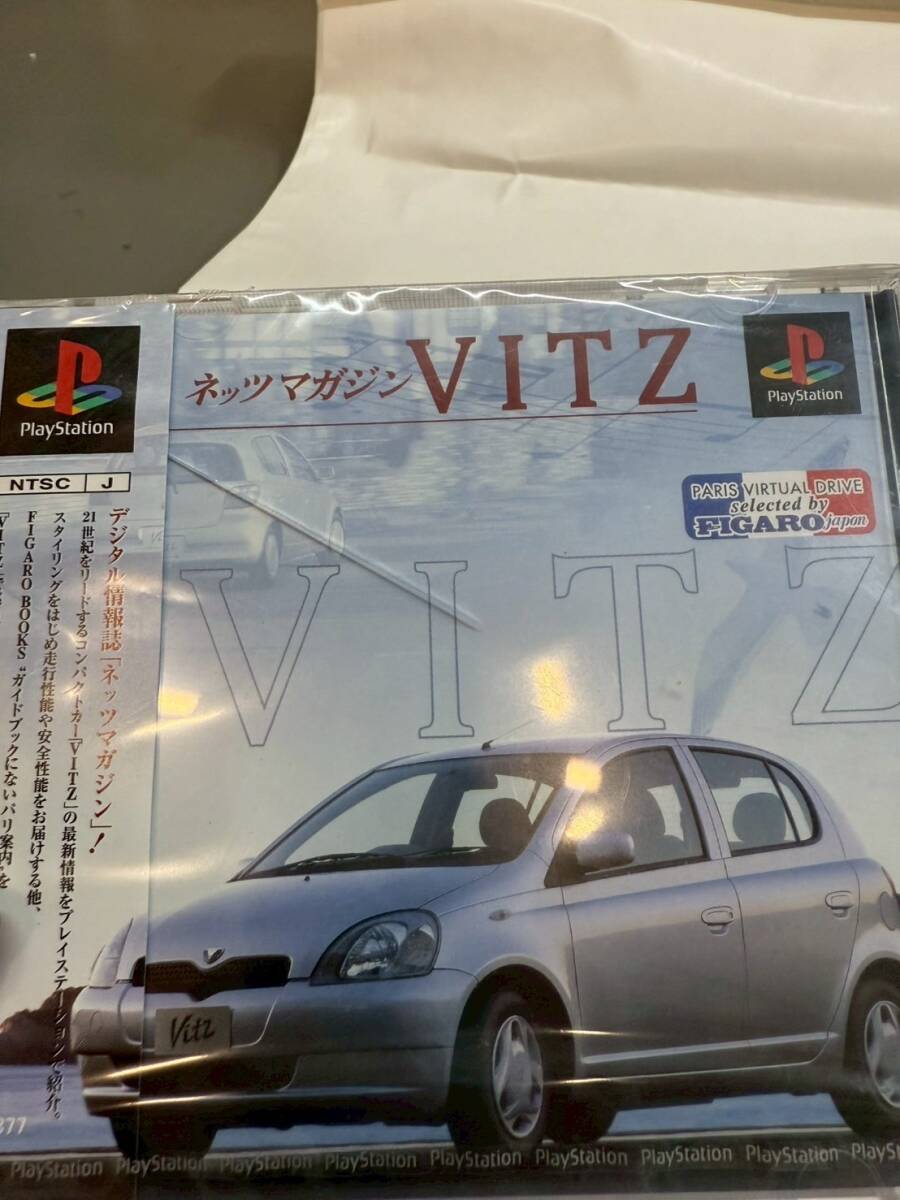 PlayStation
NTSC J
デジタル情報誌「ネッツマガジン」!
21世紀をリードするコンパクトカー「VITZ」の最新情報をプレイステーションで紹介。
スタイリングをはじめ走行性能や安全性能をお届けする他、
FIGARO BOOKS "ガイドブックにないパリ案内"を
377
ネッツマガジン VITZ
PlayStation
PARIS VIRTUAL DRIVE
selected by
FIGARO japon
VITZ
Vitz
Vitz
PlayStation PlayStation PlayStation PlayStation PlayStation PlayStation PlayStation PlayStation